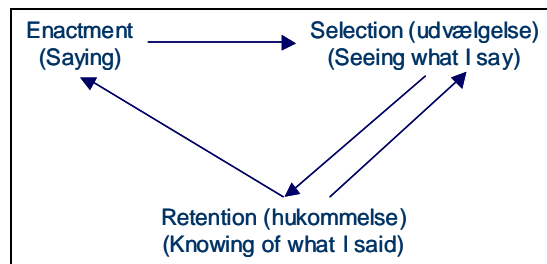 Enactment
(Saying)
Selection (udvælgelse)
(Seeing what I say)
Retention (hukommelse)
(Knowing of what I said)